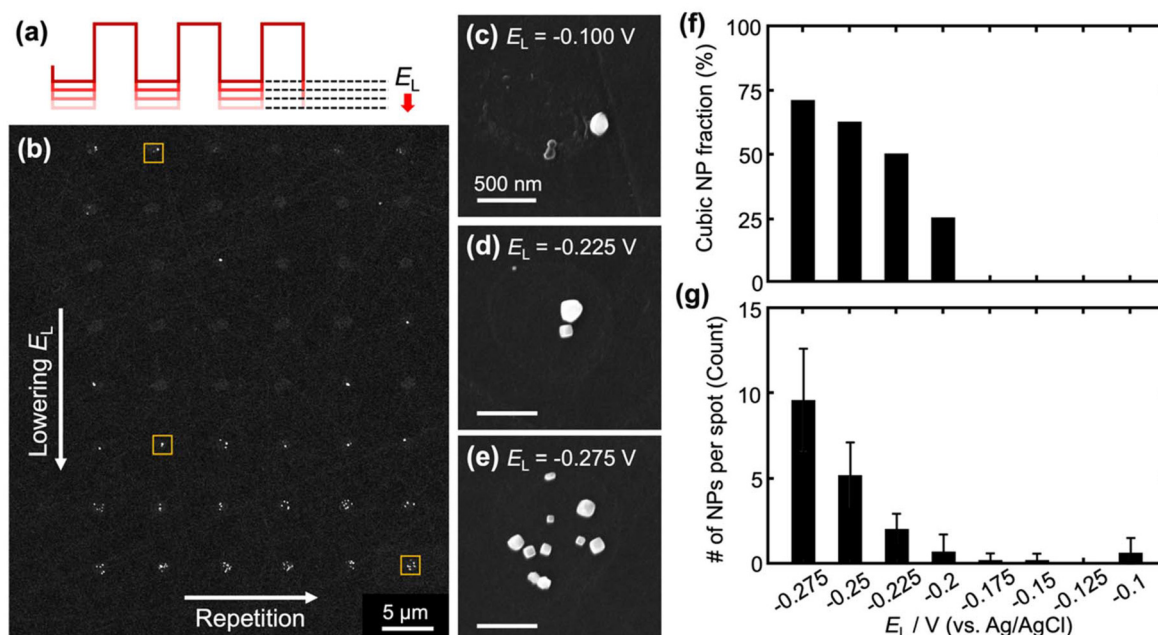 (a)
E_L
(b)
Lowering E_L
Repetition
5 μm
(c) E_L = -0.100 V
500 nm
(d) E_L = -0.225 V
(e) E_L = -0.275 V
(f)
100
75
50
25
0
Cubic NP fraction (%)
(g)
15
10
5
0
# of NPs per spot (Count)
-0.275 -0.25 -0.225 -0.2 -0.175 -0.15 -0.125 -0.1
E_L / V (vs. Ag/AgCl)